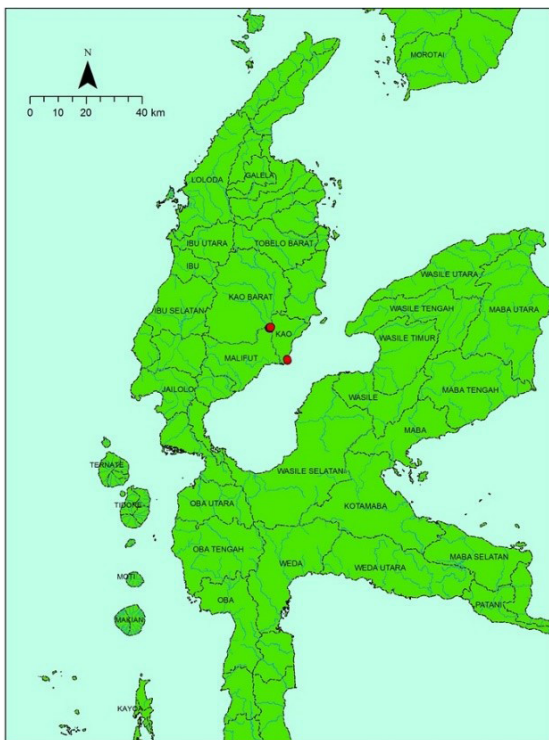 MOROTAI
N
0 10 20 40 km
GALELA
LOLODA
IBU UTARA
TOBELO BARAT
IBU
WASILE UTARA
KAO BARAT
IBU SELATAN
WASILE TENGAH
MABA UTARA
KAO
WASILE TIMUR
MALIFUT
JAILOLO
MABA TENGAH
WASILE
MABA
TERNATE
WASILE SELATAN
TIDORE
OBA UTARA
KOTAMABA
OBA TENGAH
MABA SELATAN
WEDA
WEDA UTARA
MOTI
OBA
PATANI
MAKIAN
KAYOA